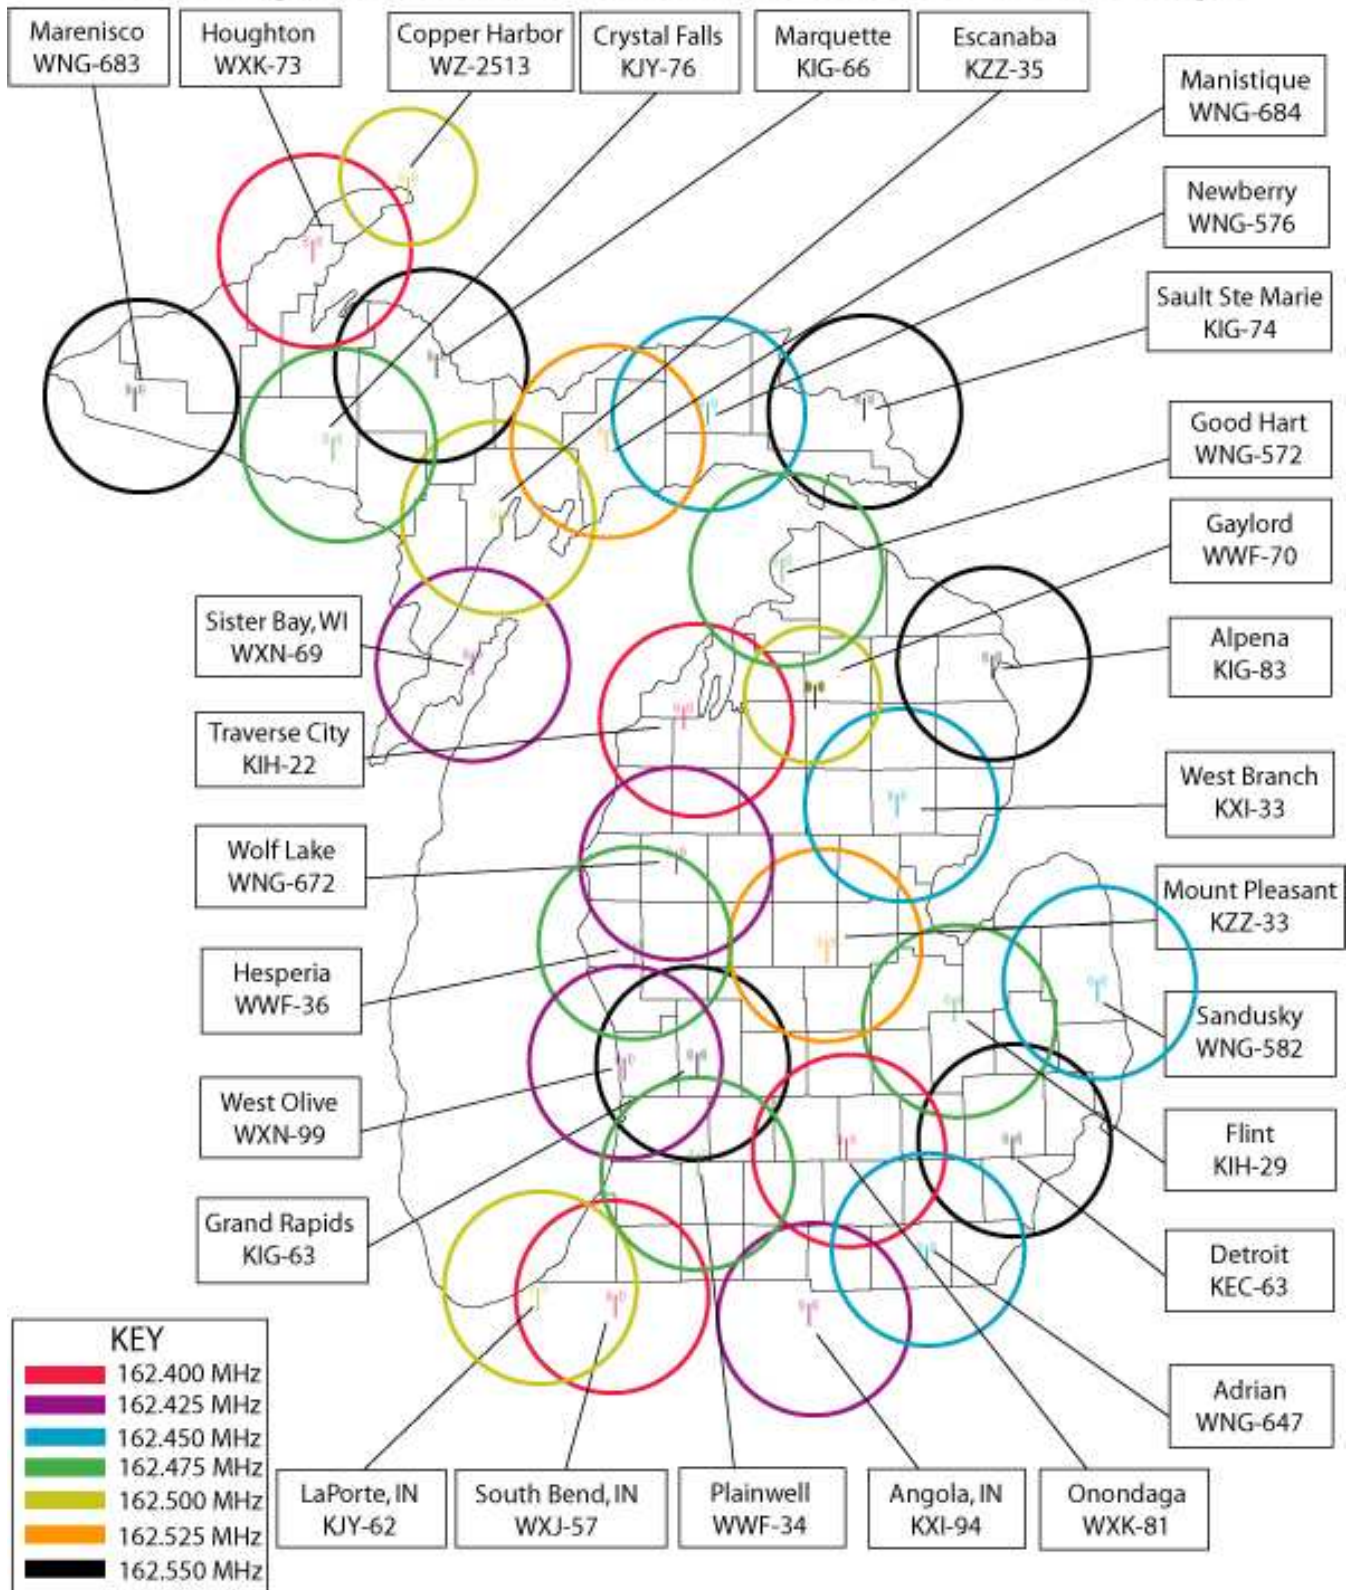 Marenisco
WNG-683
Houghton
WXK-73
Copper Harbor
WZ-2513
Crystal Falls
KJY-76
Marquette
KIG-66
Escanaba
KZZ-35
Manistique
WNG-684
Newberry
WNG-576
Sault Ste Marie
KIG-74
Good Hart
WNG-572
Gaylord
WWF-70
Sister Bay, WI
WXN-69
Alpena
KIG-83
Traverse City
KIH-22
West Branch
KXI-33
Wolf Lake
WNG-672
Mount Pleasant
KZZ-33
Hesperia
WWF-36
Sandusky
WNG-582
West Olive
WXN-99
Flint
KIH-29
Grand Rapids
KIG-63
Detroit
KEC-63
Adrian
WNG-647
KEY
162.400 MHz
162.425 MHz
162.450 MHz
162.475 MHz
162.500 MHz
162.525 MHz
162.550 MHz
LaPorte, IN
KJY-62
South Bend, IN
WXJ-57
Plainwell
WWF-34
Angola, IN
KXI-94
Onondaga
WXK-81